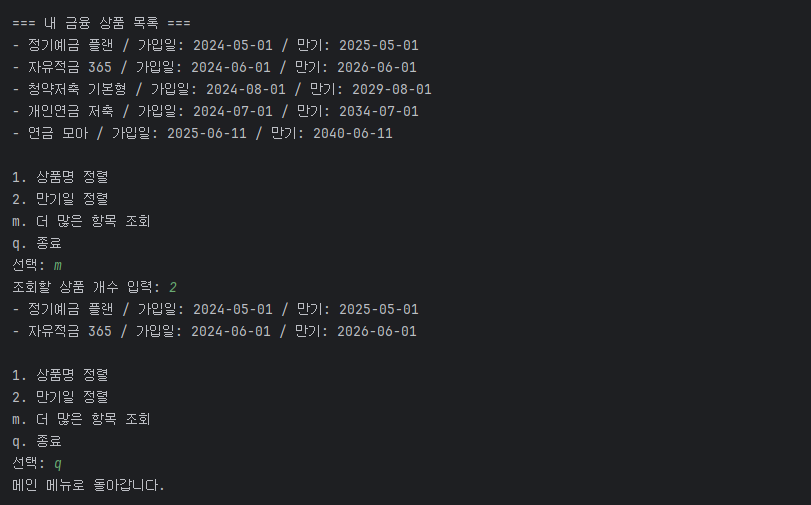 === 내 금융 상품 목록 ===
- 정기예금 플랜 / 가입일: 2024-05-01 / 만기: 2025-05-01
- 자유적금 365 / 가입일: 2024-06-01 / 만기: 2026-06-01
- 청약저축 기본형 / 가입일: 2024-08-01 / 만기: 2029-08-01
- 개인연금 저축 / 가입일: 2024-07-01 / 만기: 2034-07-01
- 연금 모아 / 가입일: 2025-06-11 / 만기: 2040-06-11
1. 상품명 정렬
2. 만기일 정렬
m. 더 많은 항목 조회
q. 종료
선택: m
조회할 상품 개수 입력: 2
- 정기예금 플랜 / 가입일: 2024-05-01 / 만기: 2025-05-01
- 자유적금 365 / 가입일: 2024-06-01 / 만기: 2026-06-01
1. 상품명 정렬
2. 만기일 정렬
m. 더 많은 항목 조회
q. 종료
선택: q
메인 메뉴로 돌아갑니다.